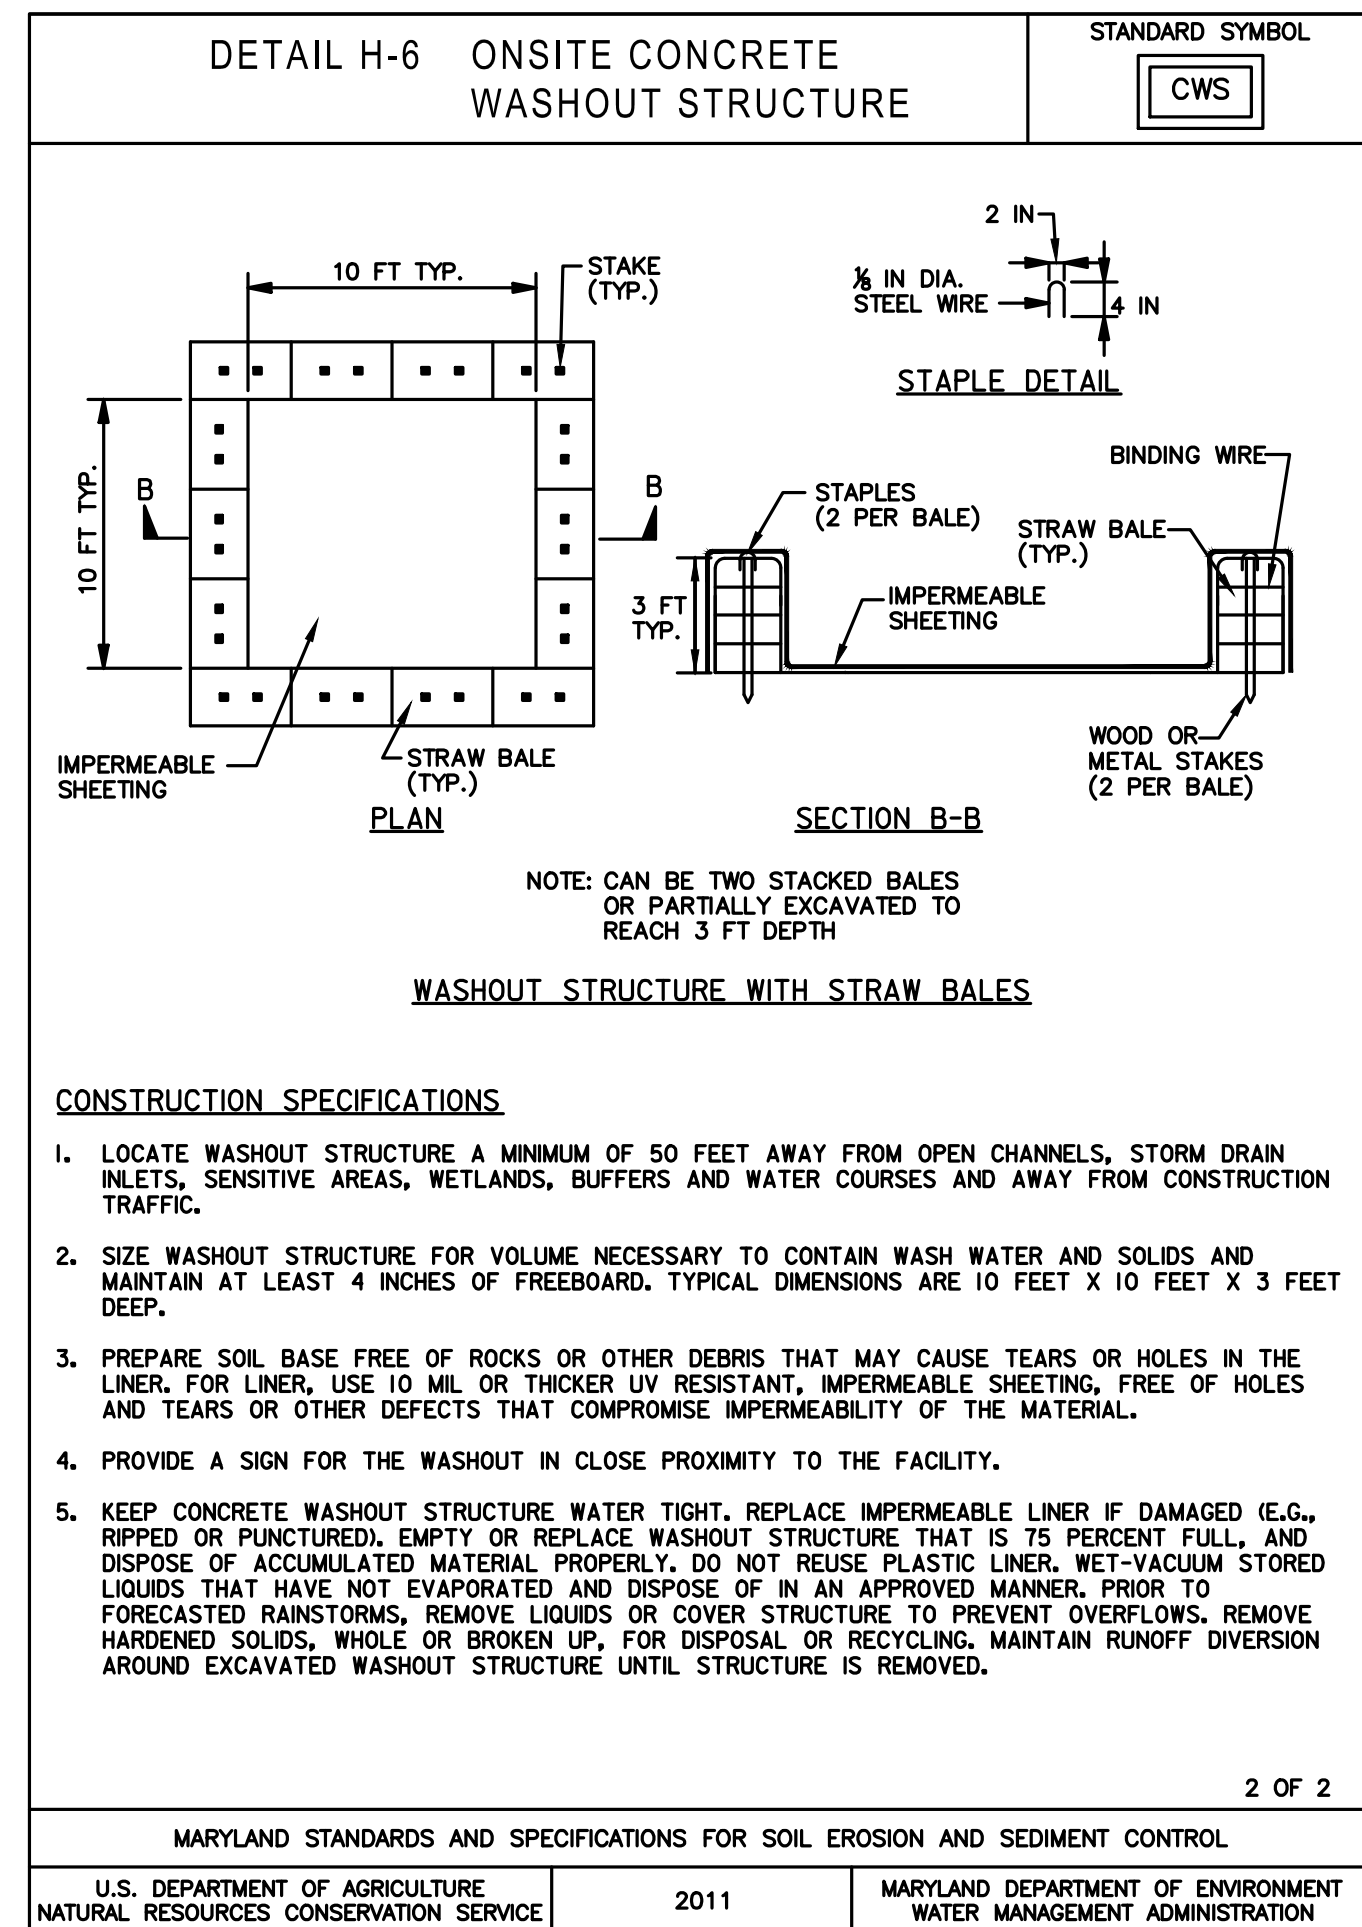 DETAIL H-6 ONSITE CONCRETE
WASHOUT STRUCTURE
STANDARD SYMBOL
CWS
2 IN
⅛ IN DIA.
STEEL WIRE
4 IN
STAPLE DETAIL
10 FT TYP.
STAKE
(TYP.)
10 FT TYP.
B
B
IMPERMEABLE
SHEETING
STRAW BALE
(TYP.)
PLAN
BINDING WIRE
STAPLES
(2 PER BALE)
STRAW BALE
(TYP.)
3 FT
TYP.
IMPERMEABLE
SHEETING
WOOD OR
METAL STAKES
(2 PER BALE)
SECTION B-B
NOTE: CAN BE TWO STACKED BALES
OR PARTIALLY EXCAVATED TO
REACH 3 FT DEPTH
WASHOUT STRUCTURE WITH STRAW BALES
CONSTRUCTION SPECIFICATIONS
1. LOCATE WASHOUT STRUCTURE A MINIMUM OF 50 FEET AWAY FROM OPEN CHANNELS, STORM DRAIN
INLETS, SENSITIVE AREAS, WETLANDS, BUFFERS AND WATER COURSES AND AWAY FROM CONSTRUCTION
TRAFFIC.
2. SIZE WASHOUT STRUCTURE FOR VOLUME NECESSARY TO CONTAIN WASH WATER AND SOLIDS AND
MAINTAIN AT LEAST 4 INCHES OF FREEBOARD. TYPICAL DIMENSIONS ARE 10 FEET X 10 FEET X 3 FEET
DEEP.
3. PREPARE SOIL BASE FREE OF ROCKS OR OTHER DEBRIS THAT MAY CAUSE TEARS OR HOLES IN THE
LINER. FOR LINER, USE 10 MIL OR THICKER UV RESISTANT, IMPERMEABLE SHEETING, FREE OF HOLES
AND TEARS OR OTHER DEFECTS THAT COMPROMISE IMPERMEABILITY OF THE MATERIAL.
4. PROVIDE A SIGN FOR THE WASHOUT IN CLOSE PROXIMITY TO THE FACILITY.
5. KEEP CONCRETE WASHOUT STRUCTURE WATER TIGHT. REPLACE IMPERMEABLE LINER IF DAMAGED (E.G.,
RIPPED OR PUNCTURED). EMPTY OR REPLACE WASHOUT STRUCTURE THAT IS 75 PERCENT FULL, AND
DISPOSE OF ACCUMULATED MATERIAL PROPERLY. DO NOT REUSE PLASTIC LINER. WET-VACUUM STORED
LIQUIDS THAT HAVE NOT EVAPORATED AND DISPOSE OF IN AN APPROVED MANNER. PRIOR TO
FORECASTED RAINSTORMS, REMOVE LIQUIDS OR COVER STRUCTURE TO PREVENT OVERFLOWS. REMOVE
HARDENED SOLIDS, WHOLE OR BROKEN UP, FOR DISPOSAL OR RECYCLING. MAINTAIN RUNOFF DIVERSION
AROUND EXCAVATED WASHOUT STRUCTURE UNTIL STRUCTURE IS REMOVED.
2 OF 2
MARYLAND STANDARDS AND SPECIFICATIONS FOR SOIL EROSION AND SEDIMENT CONTROL
U.S. DEPARTMENT OF AGRICULTURE
NATURAL RESOURCES CONSERVATION SERVICE
2011
MARYLAND DEPARTMENT OF ENVIRONMENT
WATER MANAGEMENT ADMINISTRATION